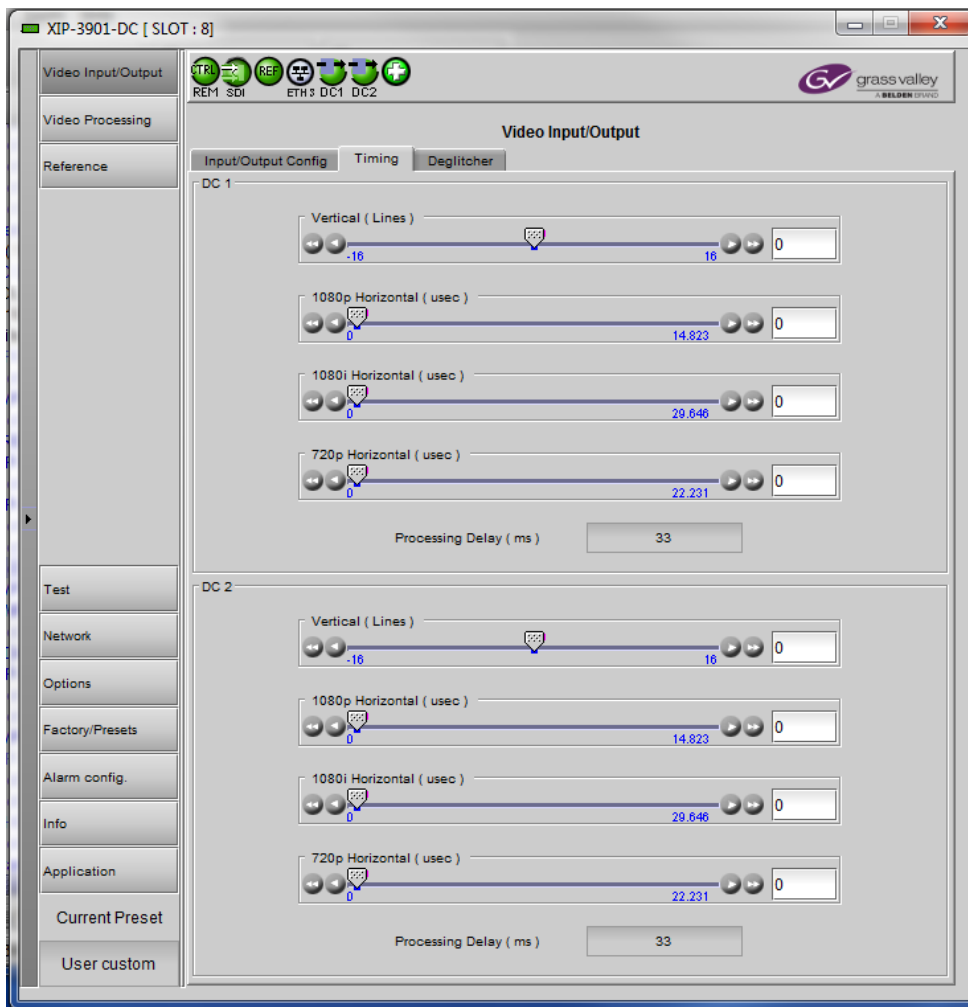 XIP-3901-DC [ SLOT : 8]
Video Input/Output
Video Processing
Reference
Test
Network
Options
Factory/Presets
Alarm config.
Info
Application
Current Preset
User custom
CTRL
REF
REM SDI ETH 3 DC1 DC2
GV grass valley
A BELDEN BRAND
Video Input/Output
Input/Output Config Timing Deglitcher
DC 1
Vertical ( Lines )
-16 16 0
1080p Horizontal ( usec )
0 14.823 0
1080i Horizontal ( usec )
0 29.646 0
720p Horizontal ( usec )
0 22.231 0
Processing Delay ( ms ) 33
DC 2
Vertical ( Lines )
-16 16 0
1080p Horizontal ( usec )
0 14.823 0
1080i Horizontal ( usec )
0 29.646 0
720p Horizontal ( usec )
0 22.231 0
Processing Delay ( ms ) 33